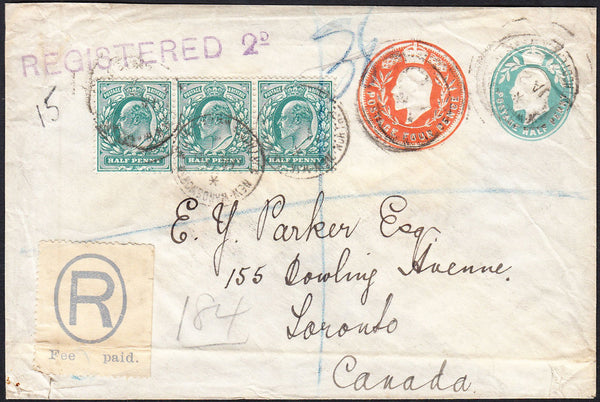 REGISTERED 2D
15
HALF PENNY HALF PENNY HALF PENNY
POSTAGE FOUR PENCE
POSTAGE HALF PENNY
E. Y. Parker Esq
155 Dowling Avenue.
Toronto
Canada.
R
Fee paid.
184